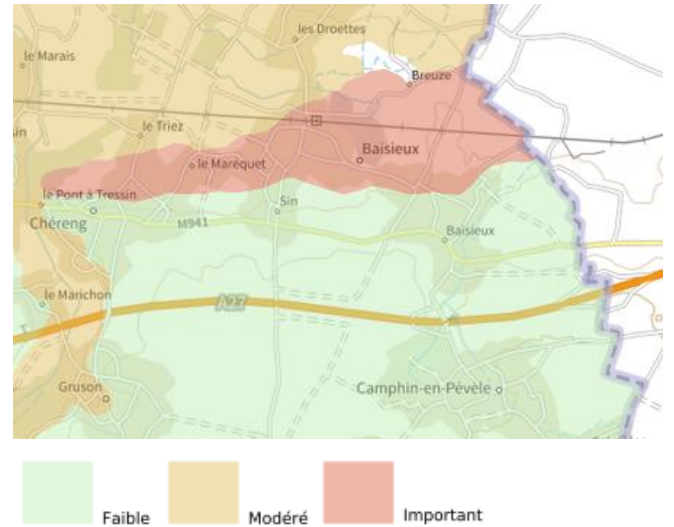 les Droettes
le Marais
Breuze
le Triez
Baisieux
le Maréquet
le Pont à Tressin
Sin
Chéreng
M941
Baisieux
le Marichon
A27
Gruson
Camphin-en-Pévèle
Faible
Modéré
Important